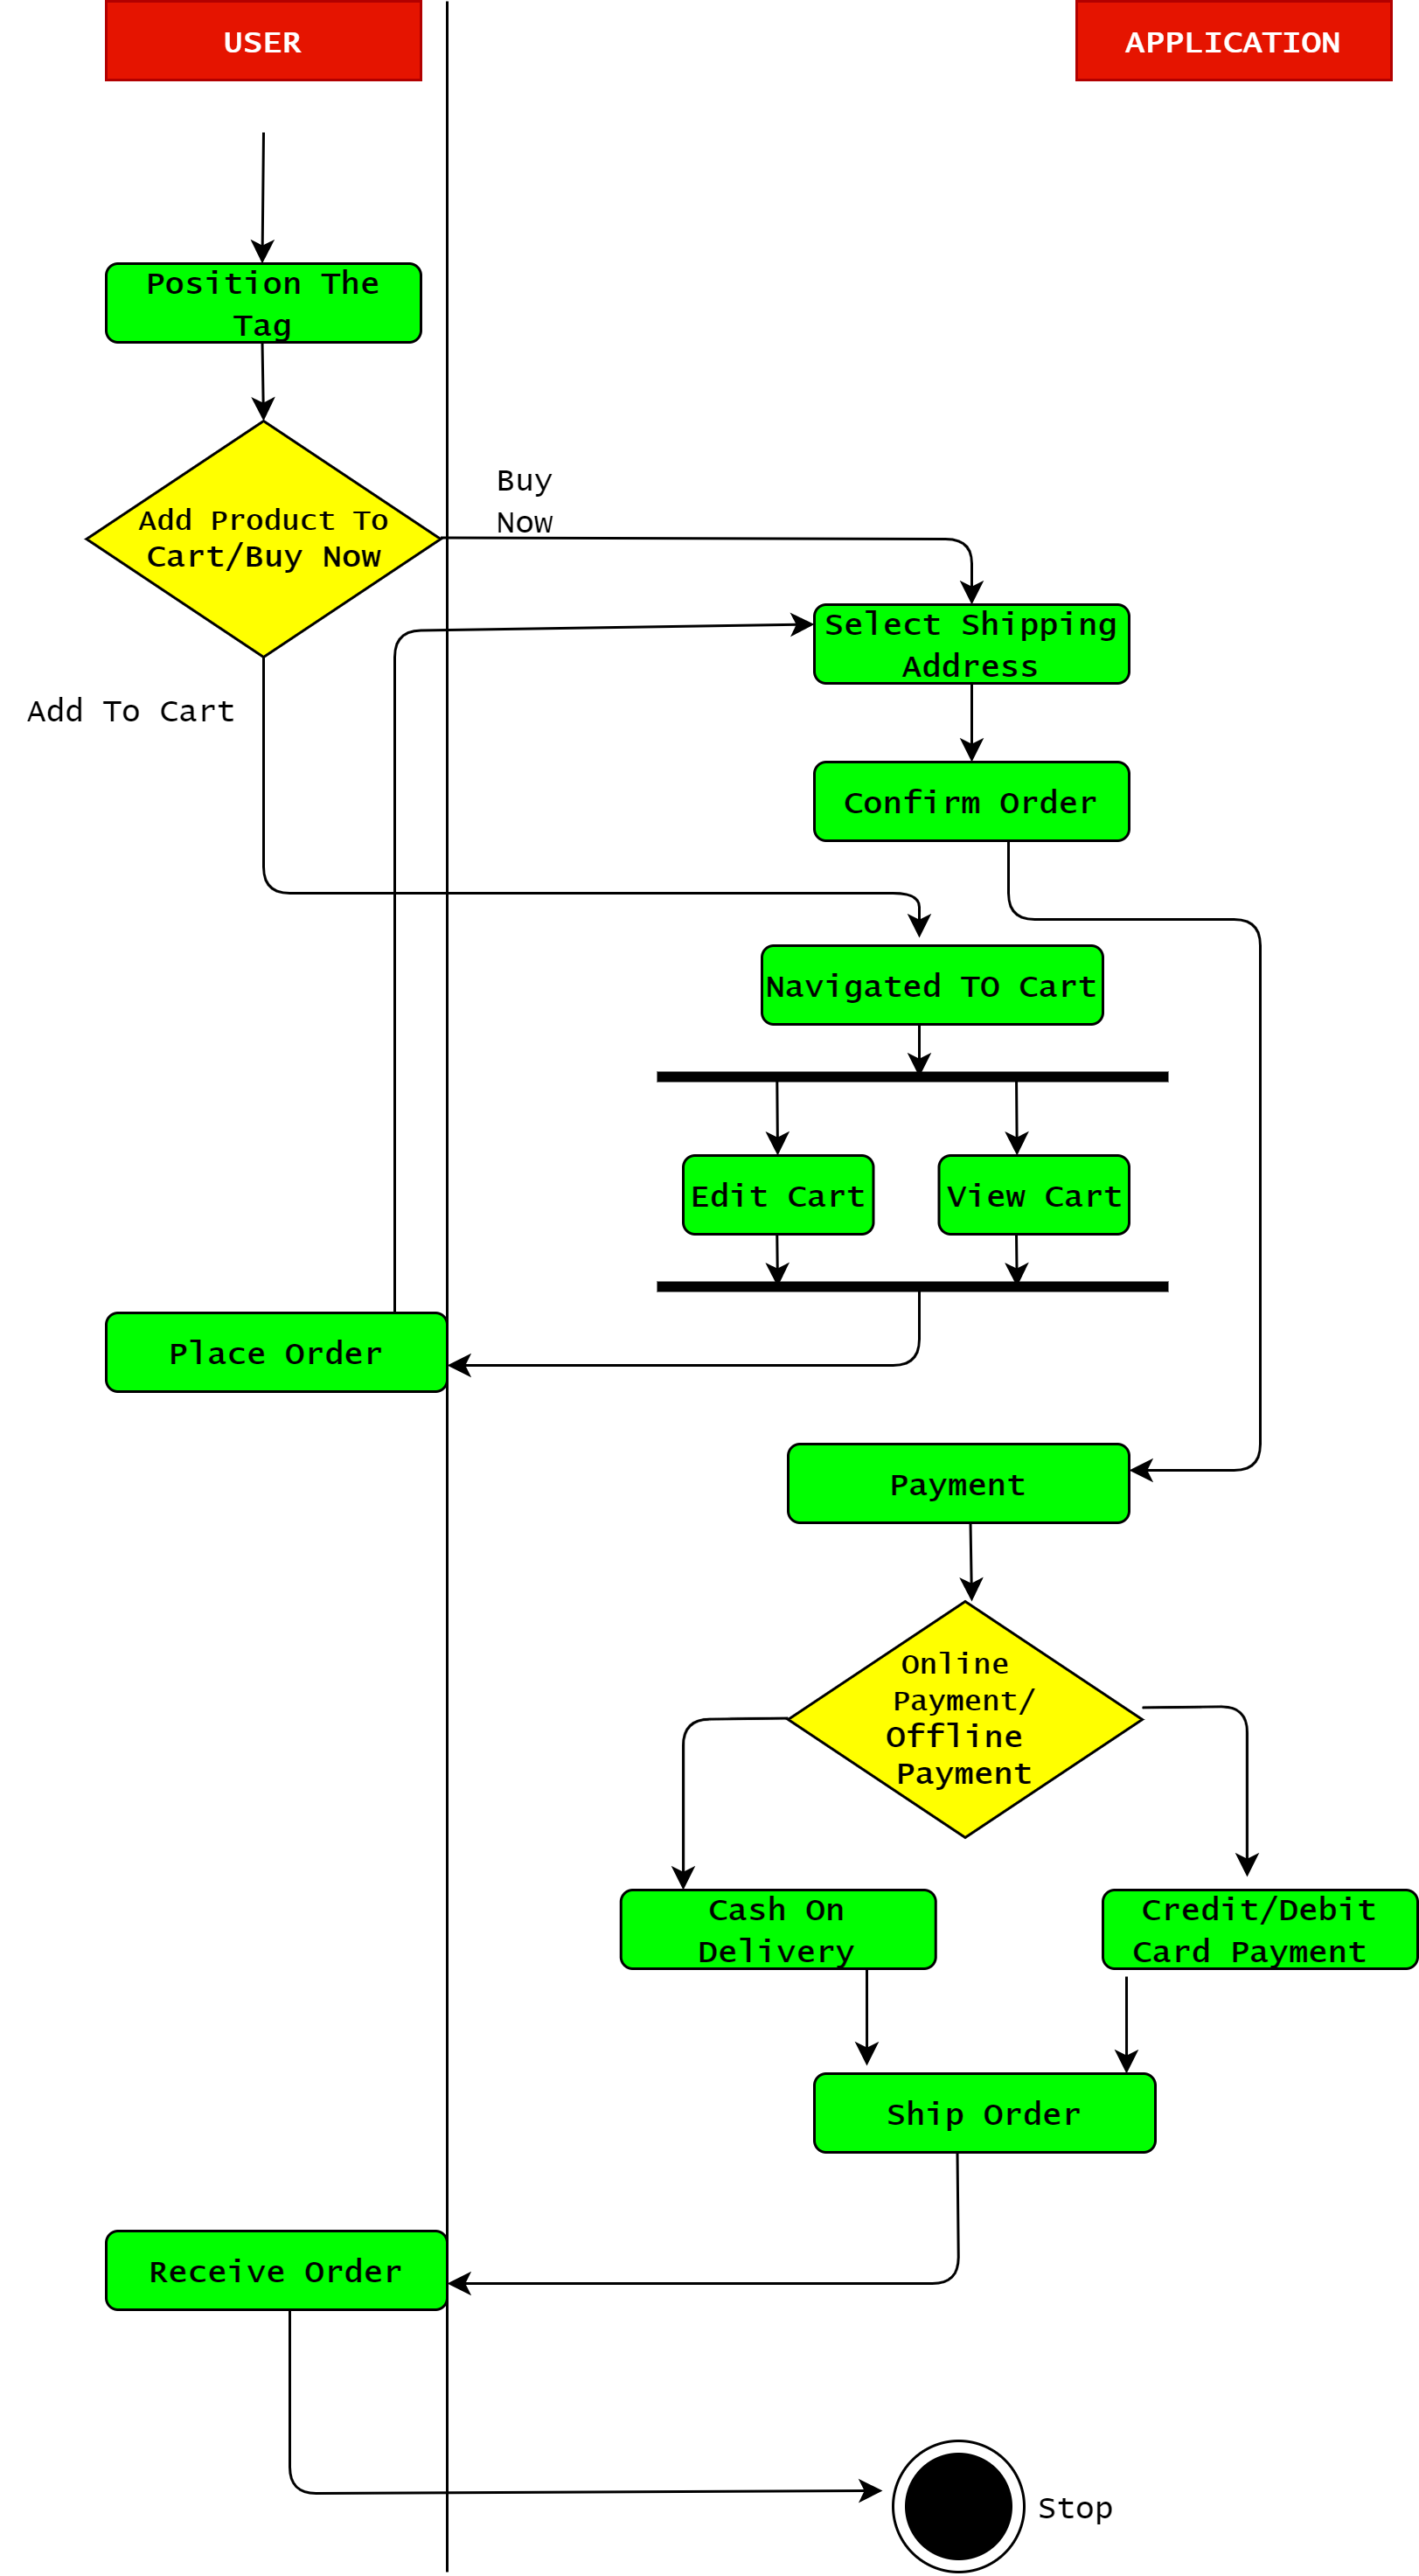 USER
APPLICATION
Position The
Tag
Add Product To
Cart/Buy Now
Buy
Now
Select Shipping
Address
Add To Cart
Confirm Order
Navigated TO Cart
Edit Cart
View Cart
Place Order
Payment
Online
Payment/
Offline
Payment
Cash On
Delivery
Credit/Debit
Card Payment
Ship Order
Receive Order
Stop